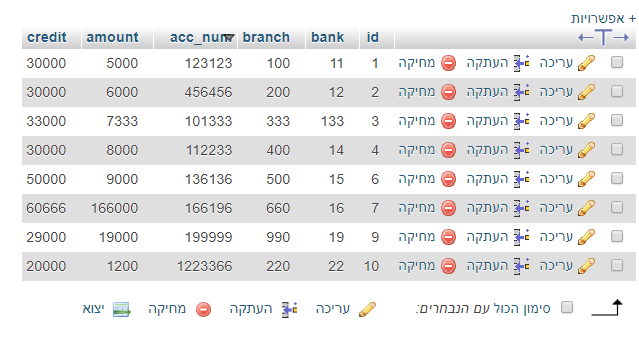 + אפשרויות
id bank branch acc_num amount credit
עריכה העתקה מחיקה 1 11 100 123123 5000 30000
עריכה העתקה מחיקה 2 12 200 456456 6000 30000
עריכה העתקה מחיקה 3 133 333 101333 7333 33000
עריכה העתקה מחיקה 4 14 400 112233 8000 30000
עריכה העתקה מחיקה 6 15 500 136136 9000 50000
עריכה העתקה מחיקה 7 16 660 166196 166000 60666
עריכה העתקה מחיקה 9 19 990 199999 19000 29000
עריכה העתקה מחיקה 10 22 220 1223366 1200 20000
סימון הכול עם הנבחרים: עריכה העתקה מחיקה יצוא